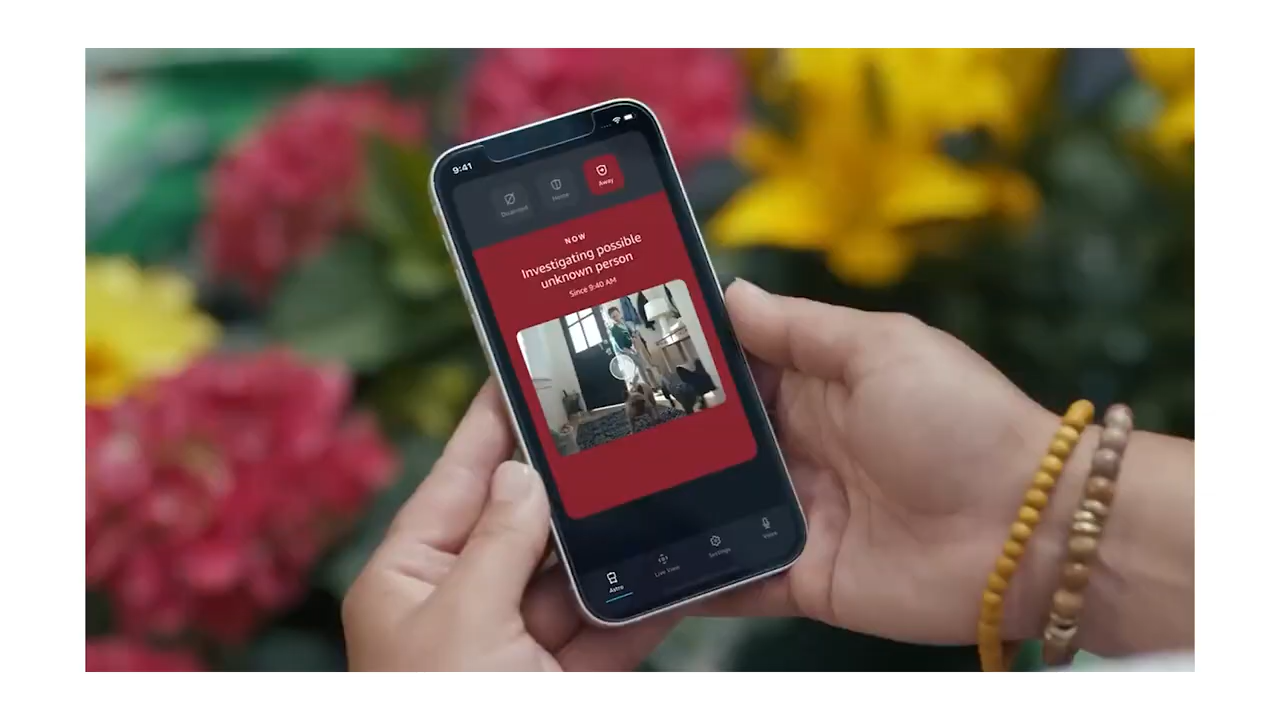 9:41
Disarmed
Home
Away
NOW
Investigating possible
unknown person
Since 9:40 AM
Astro
Live View
Settings
Voice